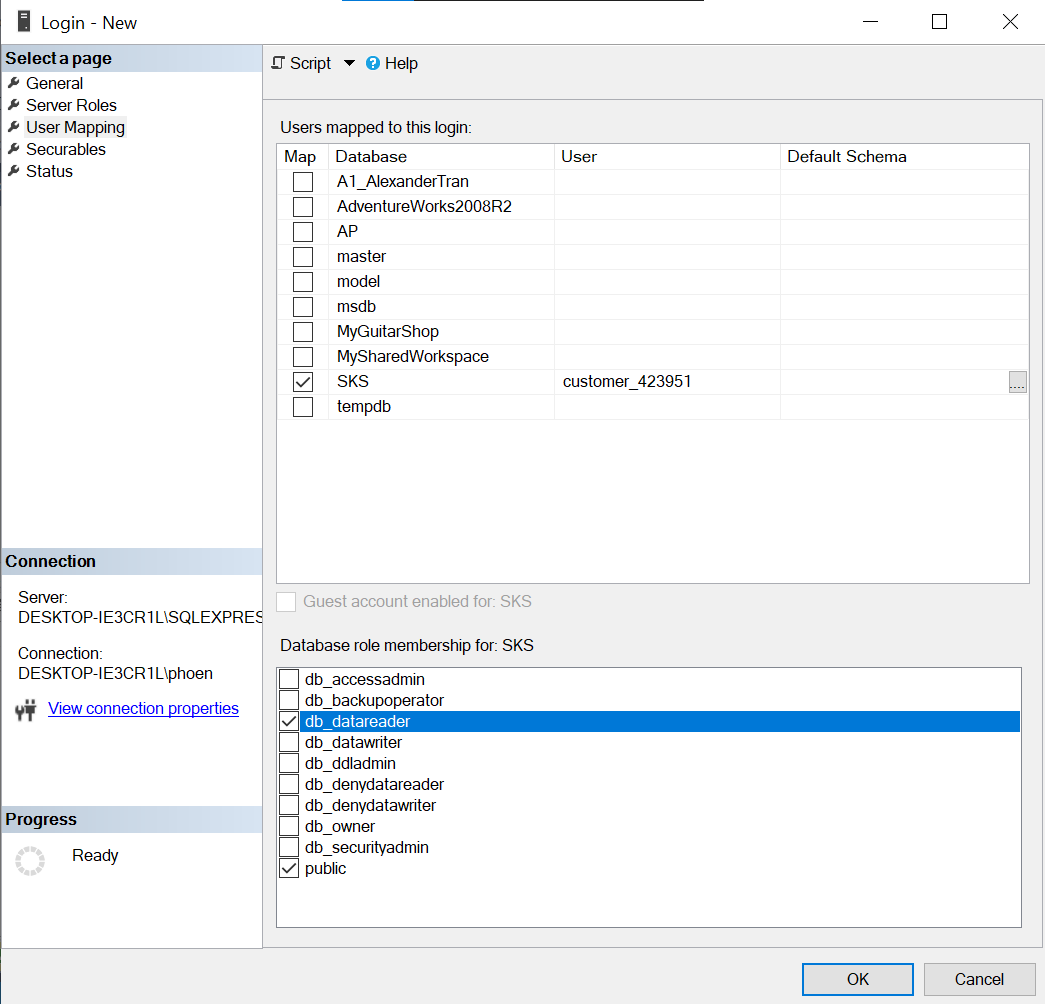 Login - New
Select a page
General
Server Roles
User Mapping
Securables
Status
Script
Help
Users mapped to this login:
Map Database User Default Schema
A1_AlexanderTran
AdventureWorks2008R2
AP
master
model
msdb
MyGuitarShop
MySharedWorkspace
SKS customer_423951 ....
tempdb
Guest account enabled for: SKS
Database role membership for: SKS
db_accessadmin
db_backupoperator
db_datareader
db_datawriter
db_ddladmin
db_denydatareader
db_denydatawriter
db_owner
db_securityadmin
public
Connection
Server:
DESKTOP-IE3CR1L\SQLEXPRES
Connection:
DESKTOP-IE3CR1L\phoen
View connection properties
Progress
Ready
OK
Cancel